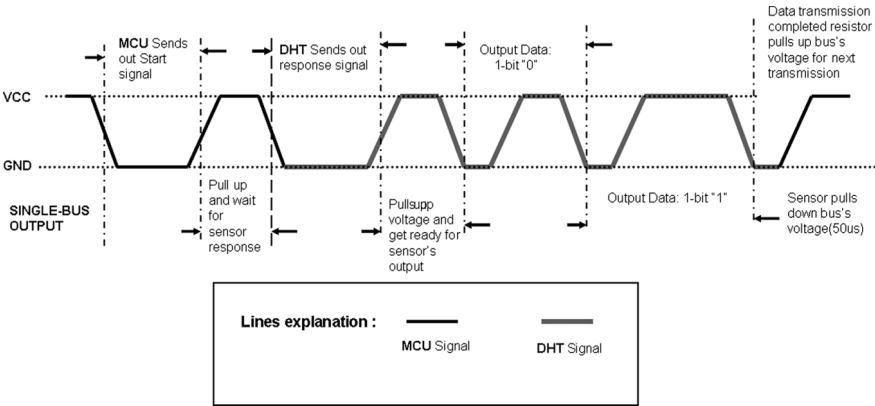 MCU Sends
out Start
signal
DHT Sends out
response signal
Output Data:
1-bit "0"
Data transmission
completed resistor
pulls up bus's
voltage for next
transmission
VCC
GND
SINGLE-BUS
OUTPUT
Pull up
and wait
for
sensor
response
Pullsupp
voltage and
get ready for
sensor's
output
Output Data: 1-bit "1"
Sensor pulls
down bus's
voltage(50us)
Lines explanation :
MCU Signal
DHT Signal